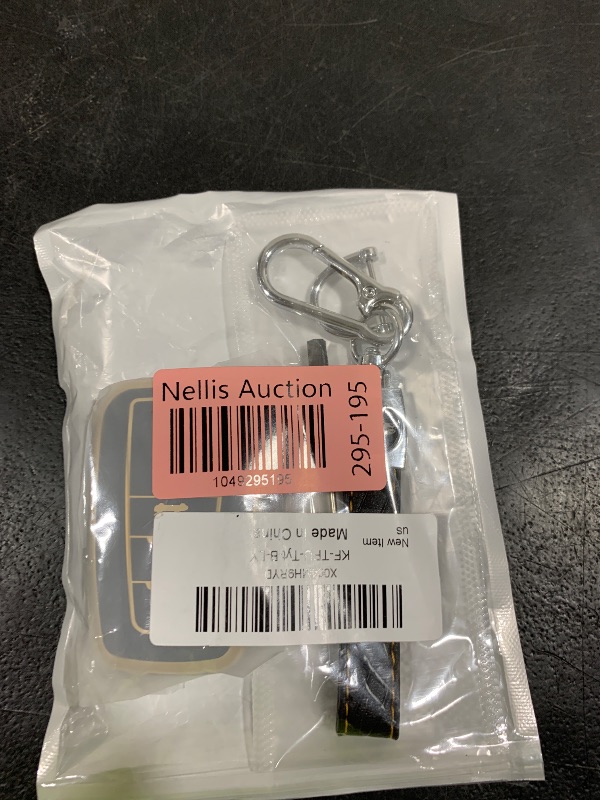 Nellis Auction
295-195
1049295195
New Item
us
Made in China